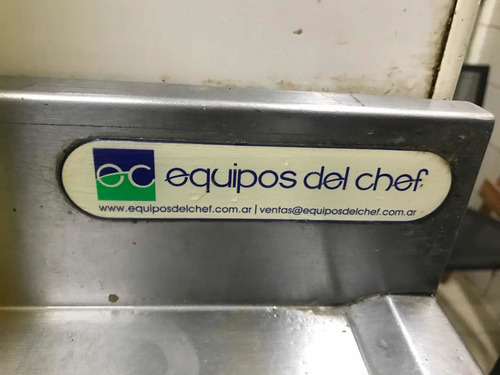 ec equipos del chef
www.equiposdelchef.com.ar | ventas@equiposdelchef.com.ar